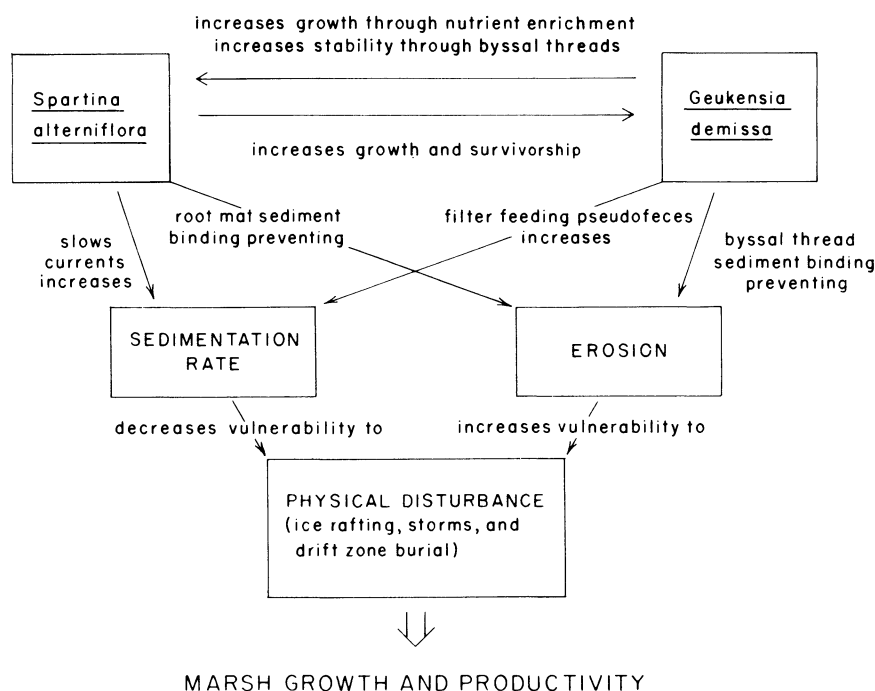 increases growth through nutrient enrichment
increases stability through byssal threads
Spartina
alterniflora
Geukensia
demissa
increases growth and survivorship
root mat sediment
binding preventing
filter feeding pseudofeces
increases
slows
currents
increases
byssal thread
sediment binding
preventing
SEDIMENTATION
RATE
EROSION
decreases vulnerability to
increases vulnerability to
PHYSICAL DISTURBANCE
(ice rafting, storms, and
drift zone burial)
MARSH GROWTH AND PRODUCTIVITY